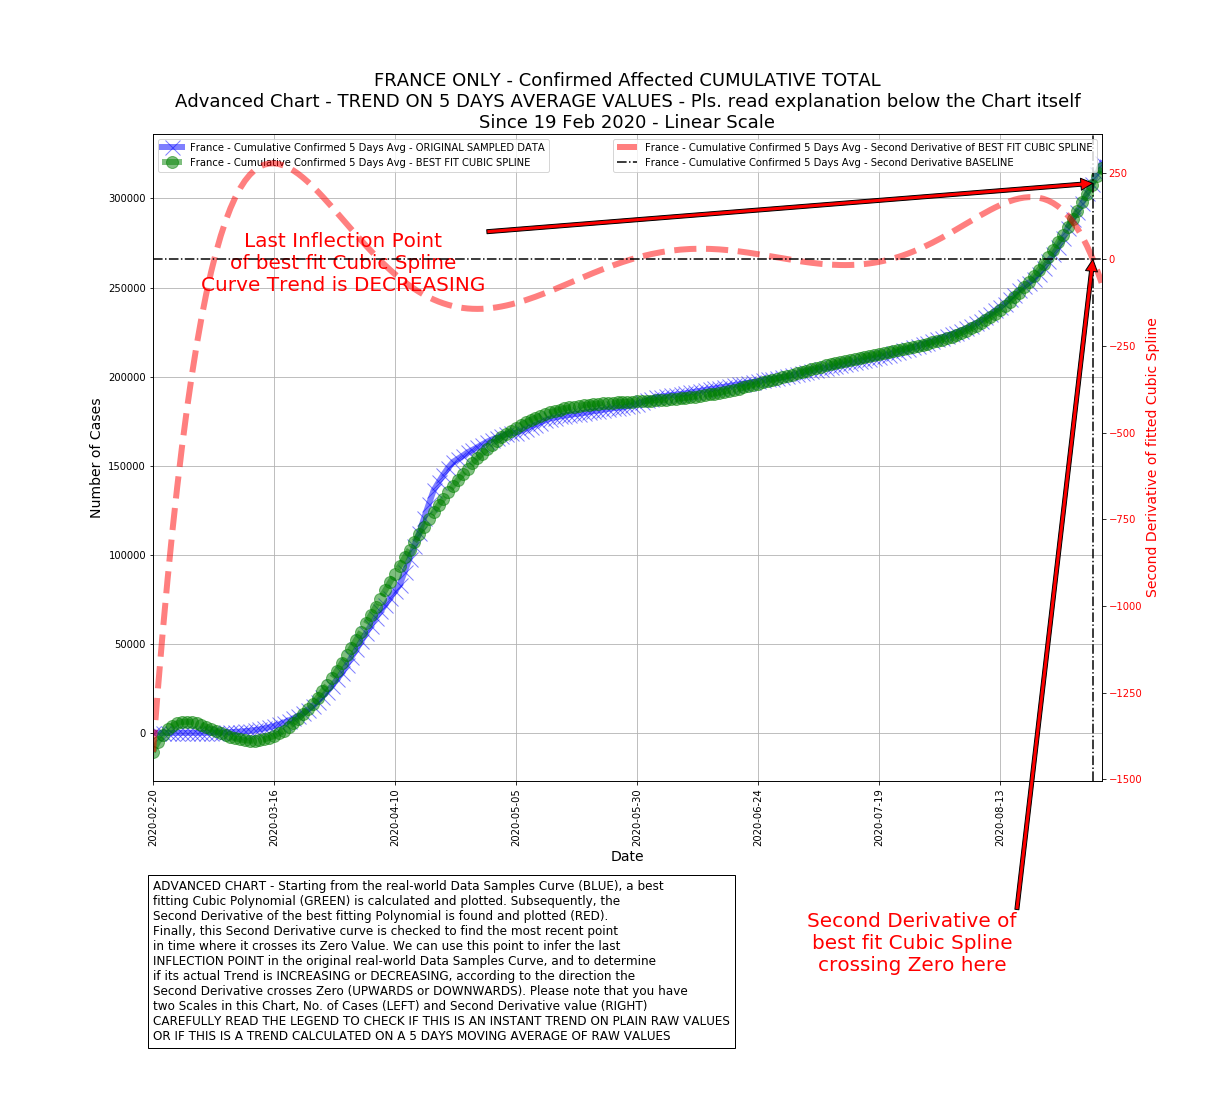 FRANCE ONLY - Confirmed Affected CUMULATIVE TOTAL
Advanced Chart - TREND ON 5 DAYS AVERAGE VALUES - Pls. read explanation below the Chart itself
Since 19 Feb 2020 - Linear Scale
France - Cumulative Confirmed 5 Days Avg - ORIGINAL SAMPLED DATA
France - Cumulative Confirmed 5 Days Avg - BEST FIT CUBIC SPLINE
France - Cumulative Confirmed 5 Days Avg - Second Derivative of BEST FIT CUBIC SPLINE
France - Cumulative Confirmed 5 Days Avg - Second Derivative BASELINE
Last Inflection Point
of best fit Cubic Spline
Curve Trend is DECREASING
Number of Cases
300000
250000
200000
150000
100000
50000
0
250
0
−250
−500
−750
−1000
−1250
−1500
Second Derivative of fitted Cubic Spline
2020-02-20
2020-03-16
2020-04-10
2020-05-05
2020-05-30
2020-06-24
2020-07-19
2020-08-13
Date
ADVANCED CHART - Starting from the real-world Data Samples Curve (BLUE), a best
fitting Cubic Polynomial (GREEN) is calculated and plotted. Subsequently, the
Second Derivative of the best fitting Polynomial is found and plotted (RED).
Finally, this Second Derivative curve is checked to find the most recent point
in time where it crosses its Zero Value. We can use this point to infer the last
INFLECTION POINT in the original real-world Data Samples Curve, and to determine
if its actual Trend is INCREASING or DECREASING, according to the direction the
Second Derivative crosses Zero (UPWARDS or DOWNWARDS). Please note that you have
two Scales in this Chart, No. of Cases (LEFT) and Second Derivative value (RIGHT)
CAREFULLY READ THE LEGEND TO CHECK IF THIS IS AN INSTANT TREND ON PLAIN RAW VALUES
OR IF THIS IS A TREND CALCULATED ON A 5 DAYS MOVING AVERAGE OF RAW VALUES
Second Derivative of
best fit Cubic Spline
crossing Zero here